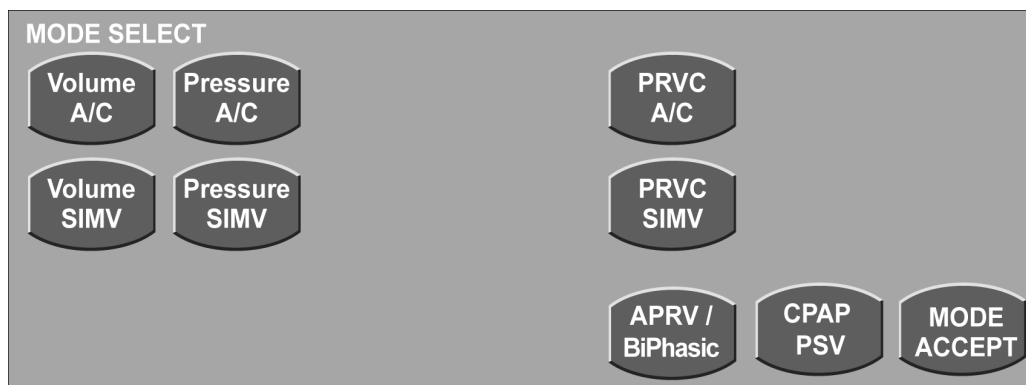 MODE SELECT
Volume
A/C
Pressure
A/C
PRVC
A/C
Volume
SIMV
Pressure
SIMV
PRVC
SIMV
APRV /
BiPhasic
CPAP
PSV
MODE
ACCEPT